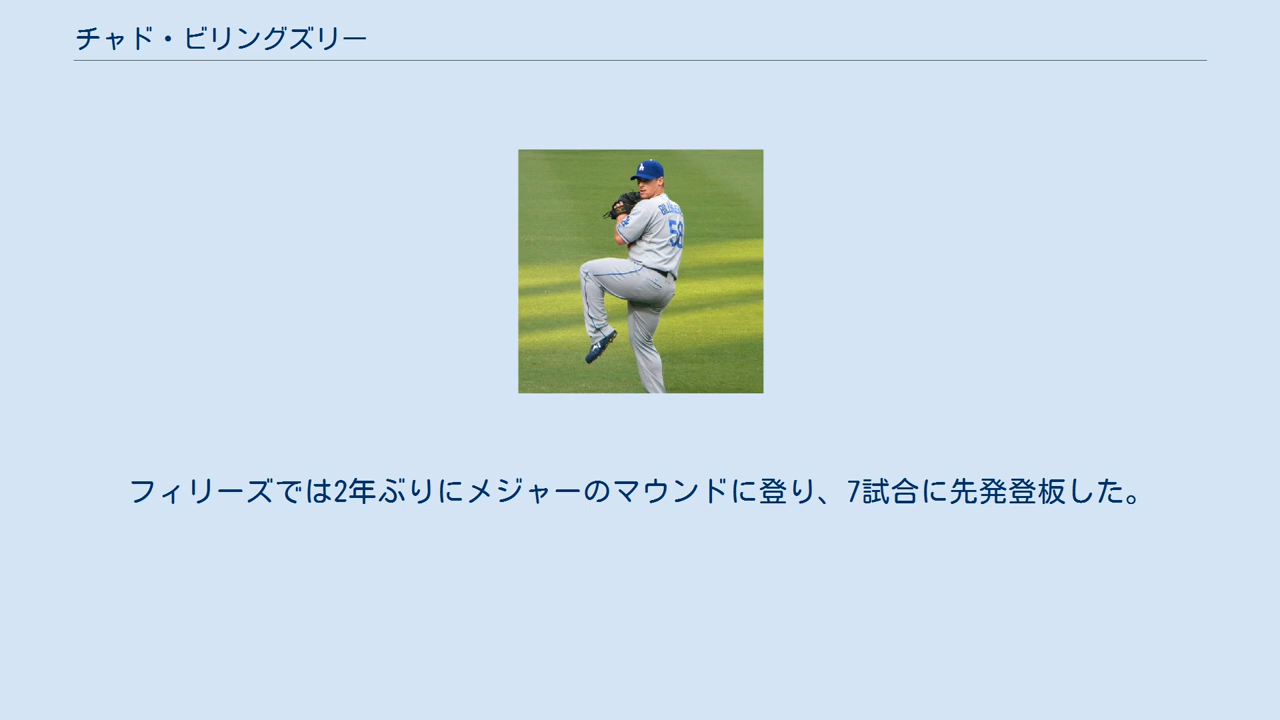 チャド・ビリングズリー
58
フィリーズでは2年ぶりにメジャーのマウンドに登り、7試合に先発登板した。